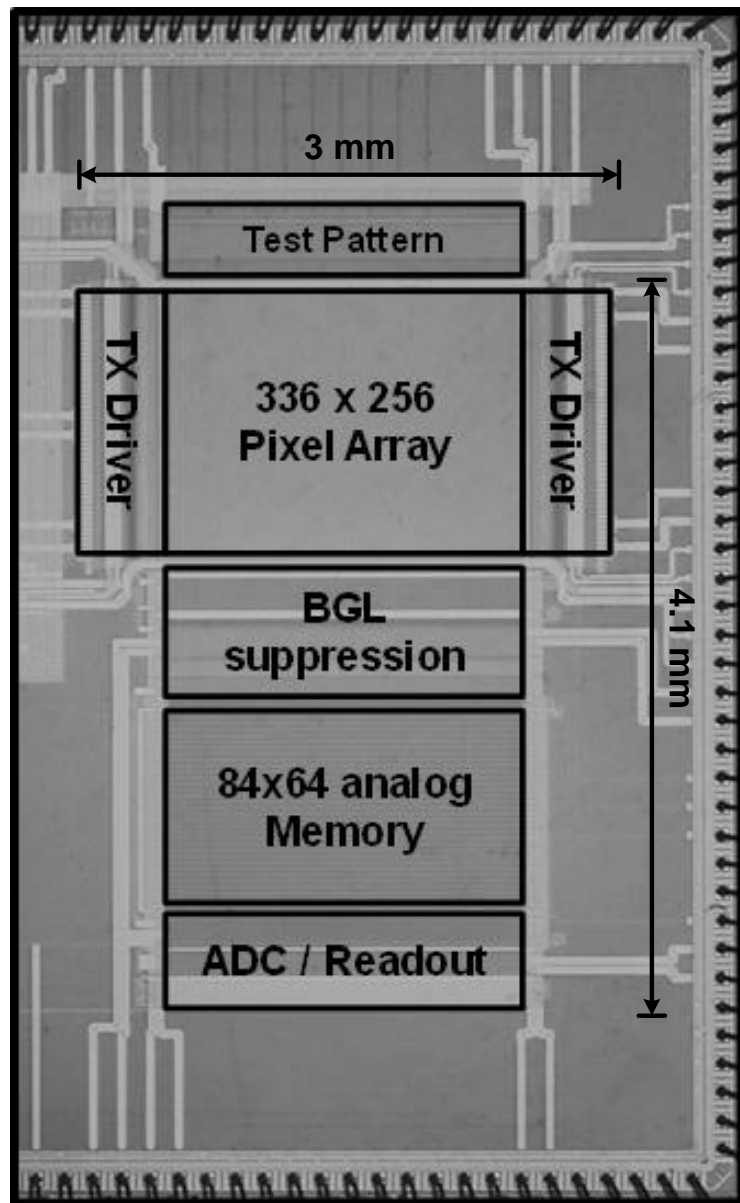 3 mm
Test Pattern
TX Driver
336 x 256
Pixel Array
TX Driver
4.1 mm
BGL
suppression
84x64 analog
Memory
ADC / Readout